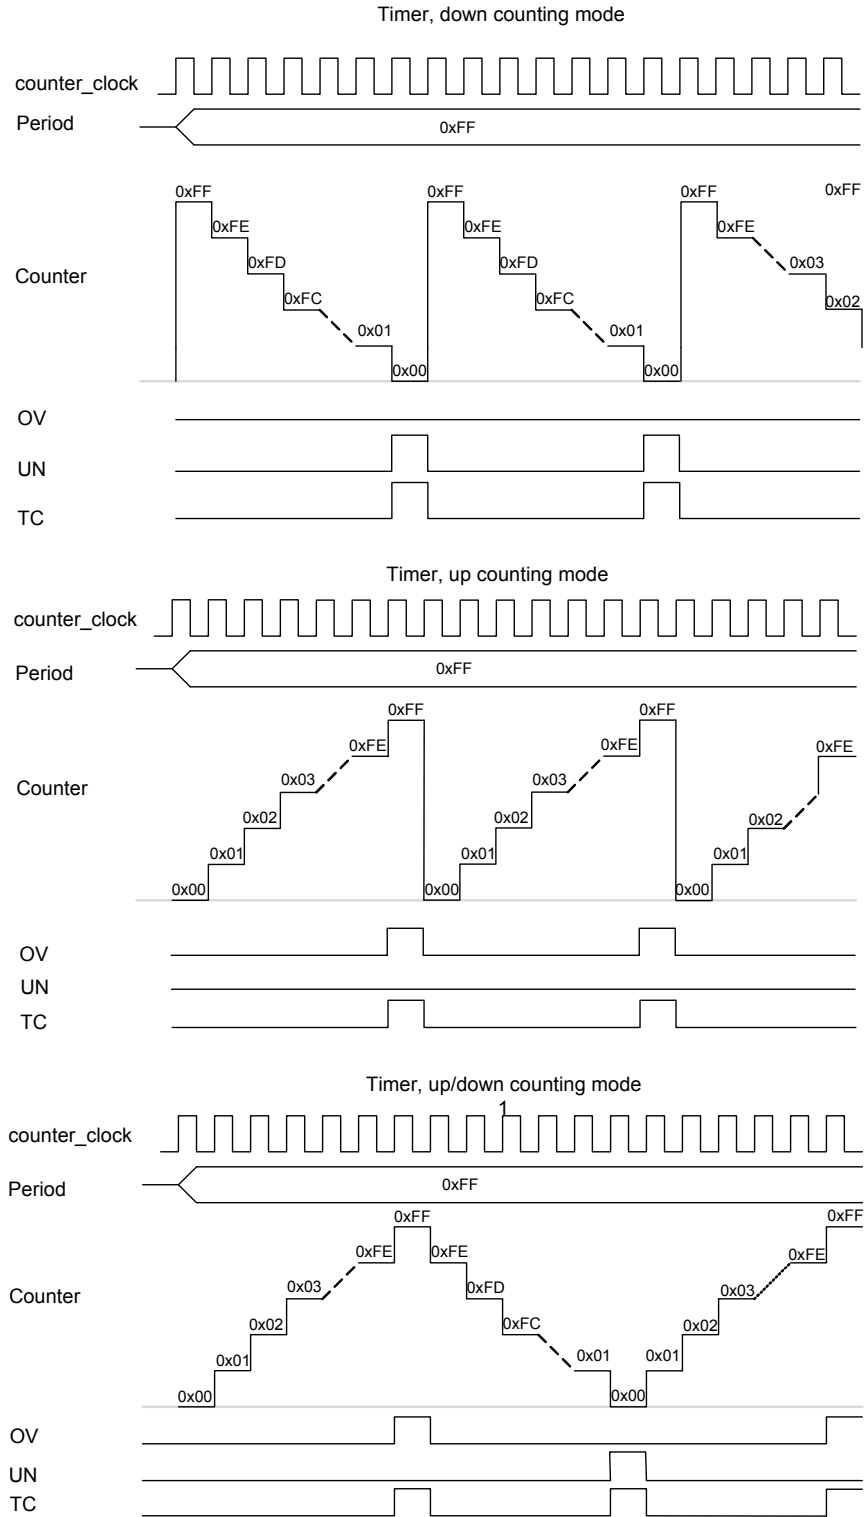 Timer, down counting mode
counter_clock
Period
0xFF
0xFF 0xFF 0xFF 0xFF
0xFE 0xFE 0xFE
0xFD 0xFD 0x03
Counter
0xFC 0xFC 0x02
0x01 0x01
0x00 0x00
OV
UN
TC
Timer, up counting mode
counter_clock
Period
0xFF
0xFF 0xFF
0xFE 0xFE 0xFE
0x03 0x03
Counter
0x02 0x02 0x02
0x01 0x01 0x01
0x00 0x00 0x00
OV
UN
TC
Timer, up/down counting mode
1
counter_clock
Period
0xFF
0xFF 0xFF
0xFE 0xFE 0xFE
0x03 0xFD 0x03
Counter
0x02 0xFC 0x02
0x01 0x01 0x01
0x00 0x00
OV
UN
TC